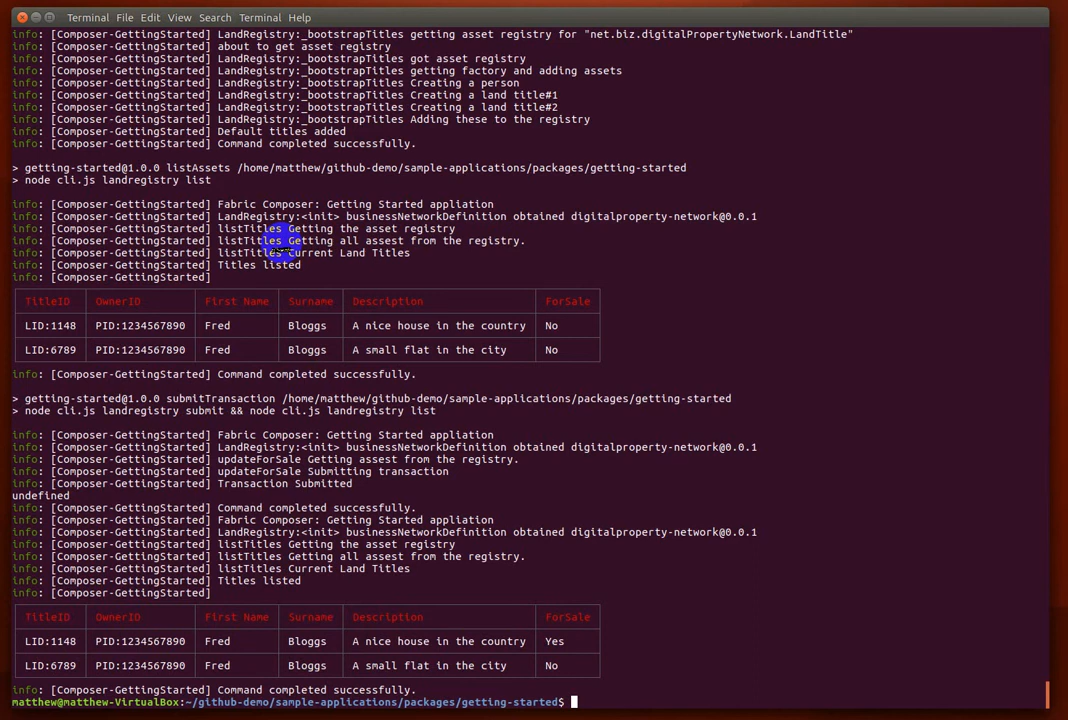 Terminal File Edit View Search Terminal Help
info: [Composer-GettingStarted] LandRegistry:_bootstrapTitles getting asset registry for "net.biz.digitalPropertyNetwork.LandTitle"
info: [Composer-GettingStarted] about to get asset registry
info: [Composer-GettingStarted] LandRegistry:_bootstrapTitles got asset registry
info: [Composer-GettingStarted] LandRegistry:_bootstrapTitles getting factory and adding assets
info: [Composer-GettingStarted] LandRegistry:_bootstrapTitles Creating a person
info: [Composer-GettingStarted] LandRegistry:_bootstrapTitles Creating a land title#1
info: [Composer-GettingStarted] LandRegistry:_bootstrapTitles Creating a land title#2
info: [Composer-GettingStarted] LandRegistry:_bootstrapTitles Adding these to the registry
info: [Composer-GettingStarted] Default titles added
info: [Composer-GettingStarted] Command completed successfully.
> getting-started@1.0.0 listAssets /home/matthew/github-demo/sample-applications/packages/getting-started
> node cli.js landregistry list
info: [Composer-GettingStarted] Fabric Composer: Getting Started appliation
info: [Composer-GettingStarted] LandRegistry:<init> businessNetworkDefinition obtained digitalproperty-network@0.0.1
info: [Composer-GettingStarted] listTitles Getting the asset registry
info: [Composer-GettingStarted] listTitles Getting all assest from the registry.
info: [Composer-GettingStarted] listTitles Current Land Titles
info: [Composer-GettingStarted] Titles listed
info: [Composer-GettingStarted]
TitleID OwnerID First Name Surname Description ForSale
LID:1148 PID:1234567890 Fred Bloggs A nice house in the country No
LID:6789 PID:1234567890 Fred Bloggs A small flat in the city No
info: [Composer-GettingStarted] Command completed successfully.
> getting-started@1.0.0 submitTransaction /home/matthew/github-demo/sample-applications/packages/getting-started
> node cli.js landregistry submit && node cli.js landregistry list
info: [Composer-GettingStarted] Fabric Composer: Getting Started appliation
info: [Composer-GettingStarted] LandRegistry:<init> businessNetworkDefinition obtained digitalproperty-network@0.0.1
info: [Composer-GettingStarted] updateForSale Getting assest from the registry.
info: [Composer-GettingStarted] updateForSale Submitting transaction
info: [Composer-GettingStarted] Transaction Submitted
undefined
info: [Composer-GettingStarted] Command completed successfully.
info: [Composer-GettingStarted] Fabric Composer: Getting Started appliation
info: [Composer-GettingStarted] LandRegistry:<init> businessNetworkDefinition obtained digitalproperty-network@0.0.1
info: [Composer-GettingStarted] listTitles Getting the asset registry
info: [Composer-GettingStarted] listTitles Getting all assest from the registry.
info: [Composer-GettingStarted] listTitles Current Land Titles
info: [Composer-GettingStarted] Titles listed
info: [Composer-GettingStarted]
TitleID OwnerID First Name Surname Description ForSale
LID:1148 PID:1234567890 Fred Bloggs A nice house in the country Yes
LID:6789 PID:1234567890 Fred Bloggs A small flat in the city No
info: [Composer-GettingStarted] Command completed successfully.
matthew@matthew-VirtualBox:~/github-demo/sample-applications/packages/getting-started$